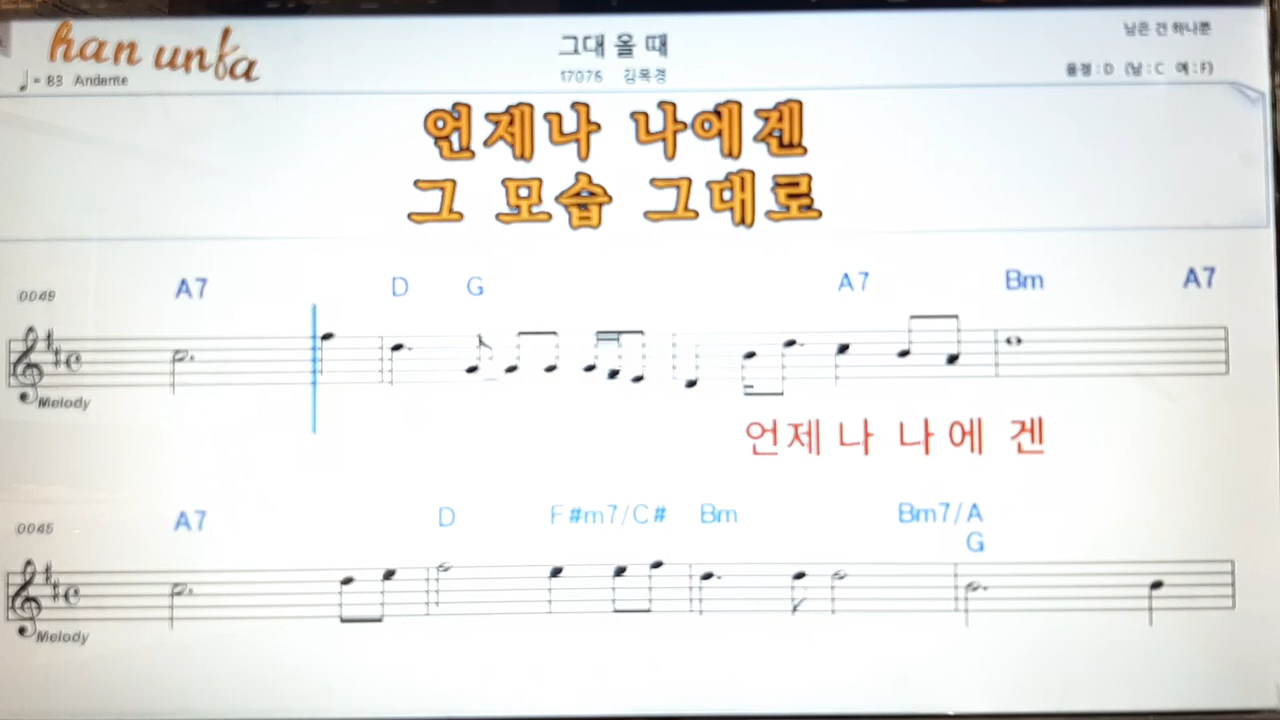 han unfa
♩= 83 Andante
그대 올 때
17076 김목경
남은 건 하나뿐
음정 : D (남 : C 여 : F)
언제나 나에겐
그 모습 그대로
A7 D G A7 Bm A7
0049
Melody
언제나 나에겐
A7 D F#m7/C# Bm Bm7/A
G
0045
Melody